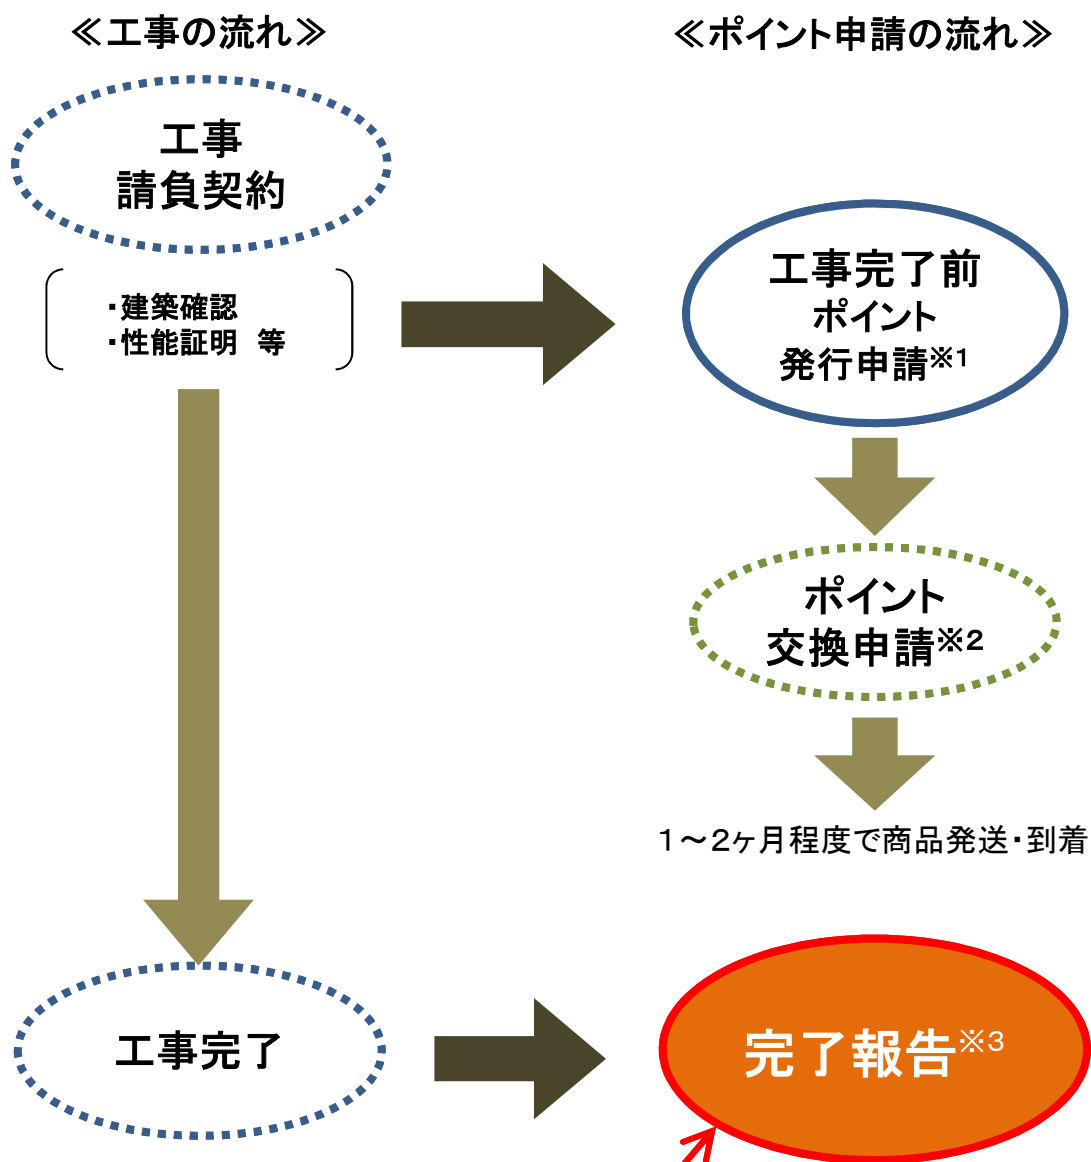 ≪工事の流れ≫
≪ポイント申請の流れ≫
工事
請負契約
・建築確認
・性能証明　等
工事完了前
ポイント
発行申請※1
ポイント
交換申請※2
1～2ヶ月程度で商品発送・到着
工事完了
完了報告※3